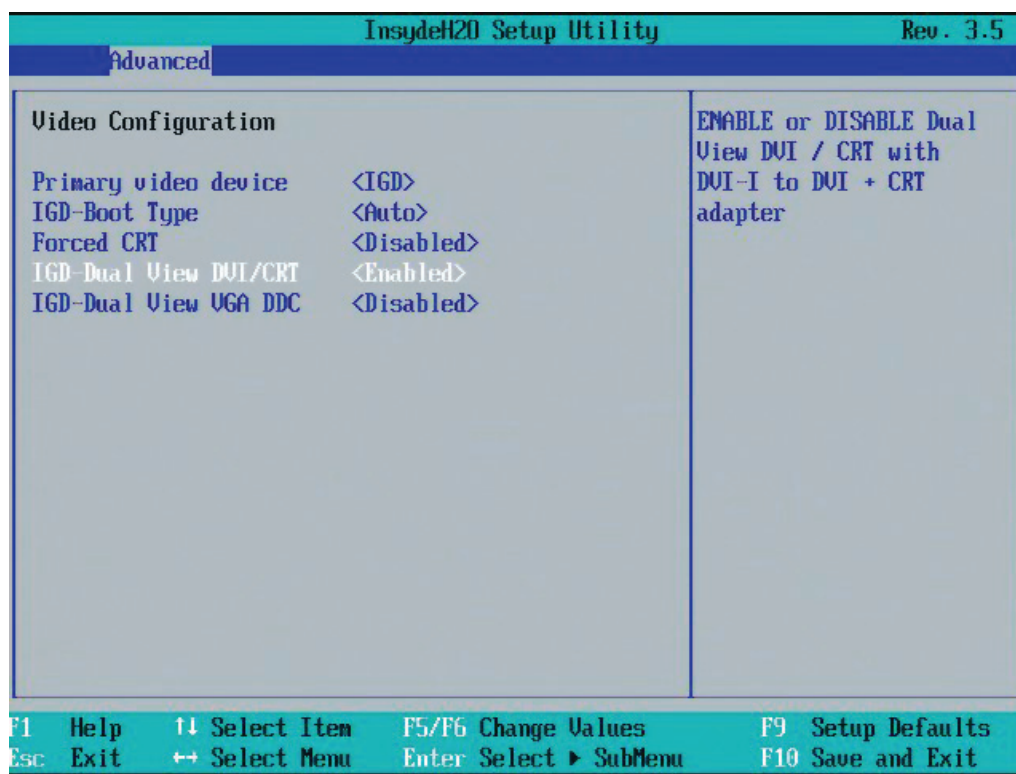 InsydeH2O Setup Utility Rev. 3.5
Advanced
Video Configuration
Primary video device <IGD>
IGD-Boot Type <Auto>
Forced CRT <Disabled>
IGD-Dual View DVI/CRT <Enabled>
IGD-Dual View VGA DDC <Disabled>
ENABLE or DISABLE Dual
View DVI / CRT with
DVI-I to DVI + CRT
adapter
F1 Help ↑↓ Select Item F5/F6 Change Values F9 Setup Defaults
Esc Exit ↔ Select Menu Enter Select ▶ SubMenu F10 Save and Exit